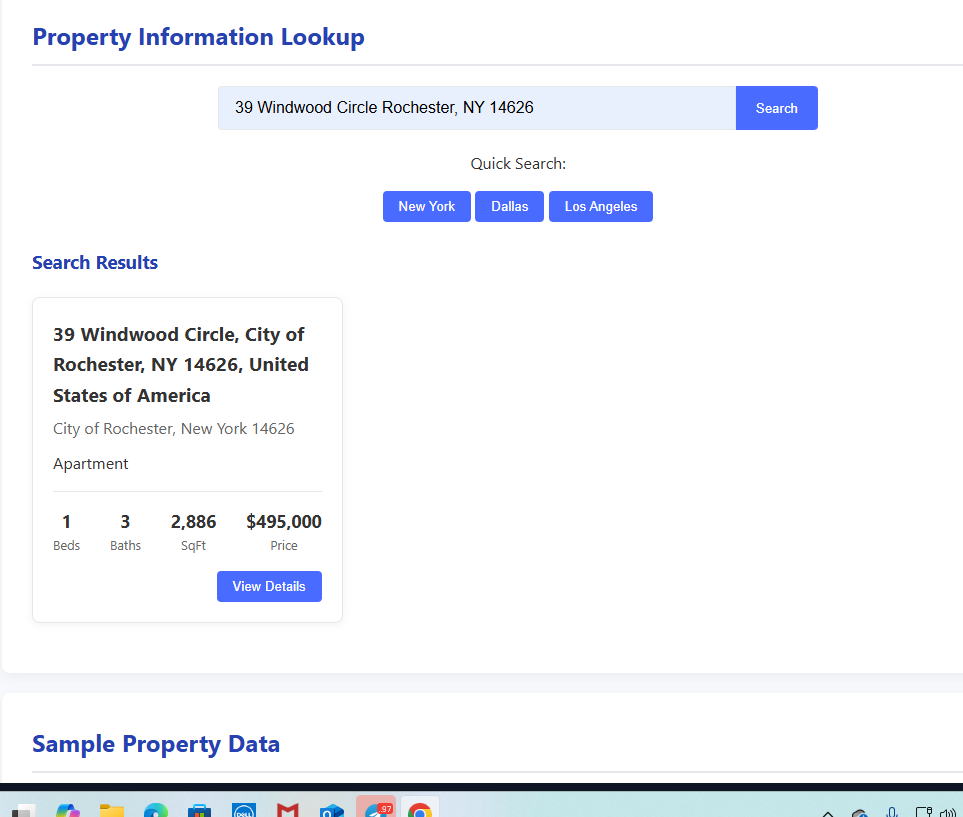 Property Information Lookup
39 Windwood Circle Rochester, NY 14626
Search
Quick Search:
New York
Dallas
Los Angeles
Search Results
39 Windwood Circle, City of
Rochester, NY 14626, United
States of America
City of Rochester, New York 14626
Apartment
1 3 2,886 $495,000
Beds Baths SqFt Price
View Details
Sample Property Data
DELL
97